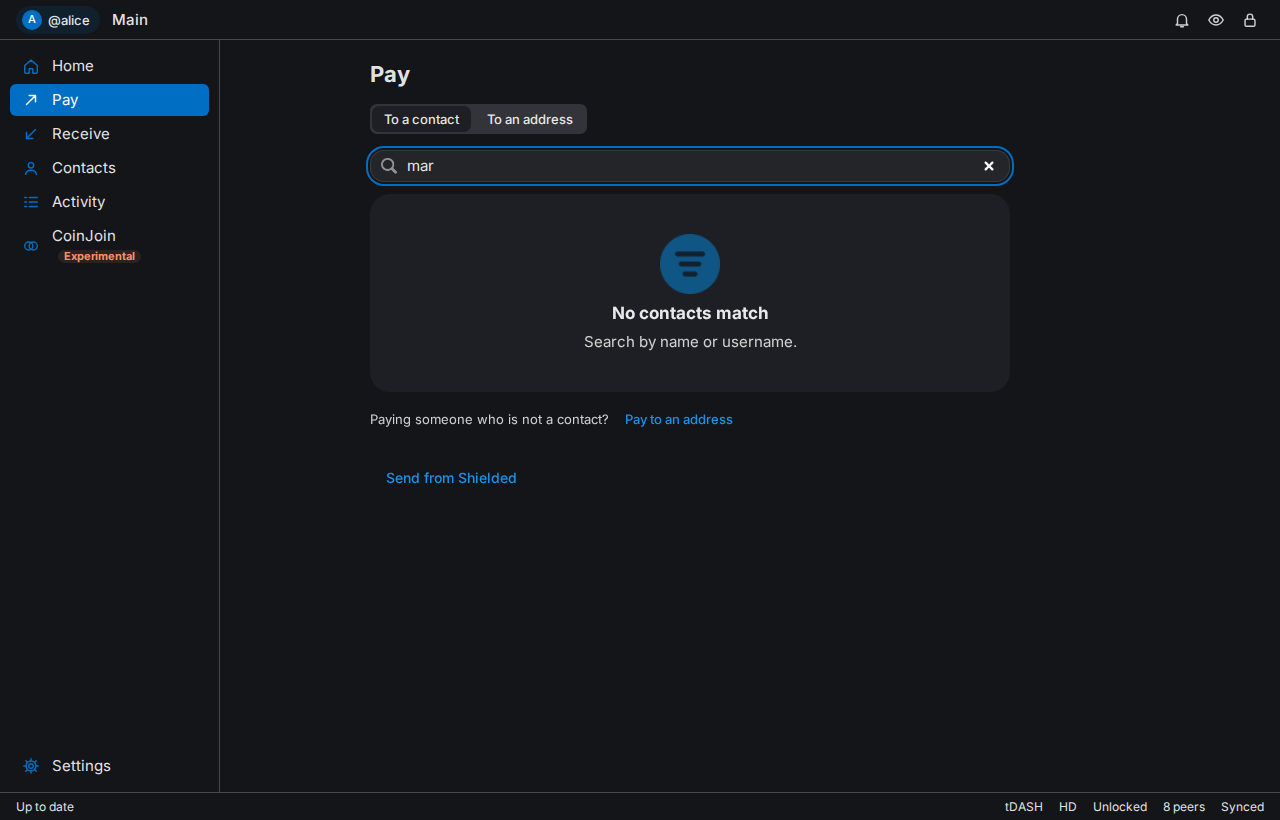 A @alice Main
Home
Pay
Receive
Contacts
Activity
CoinJoin
Experimental
Settings
Pay
To a contact To an address
mar
No contacts match
Search by name or username.
Paying someone who is not a contact? Pay to an address
Send from Shielded
Up to date tDASH HD Unlocked 8 peers Synced